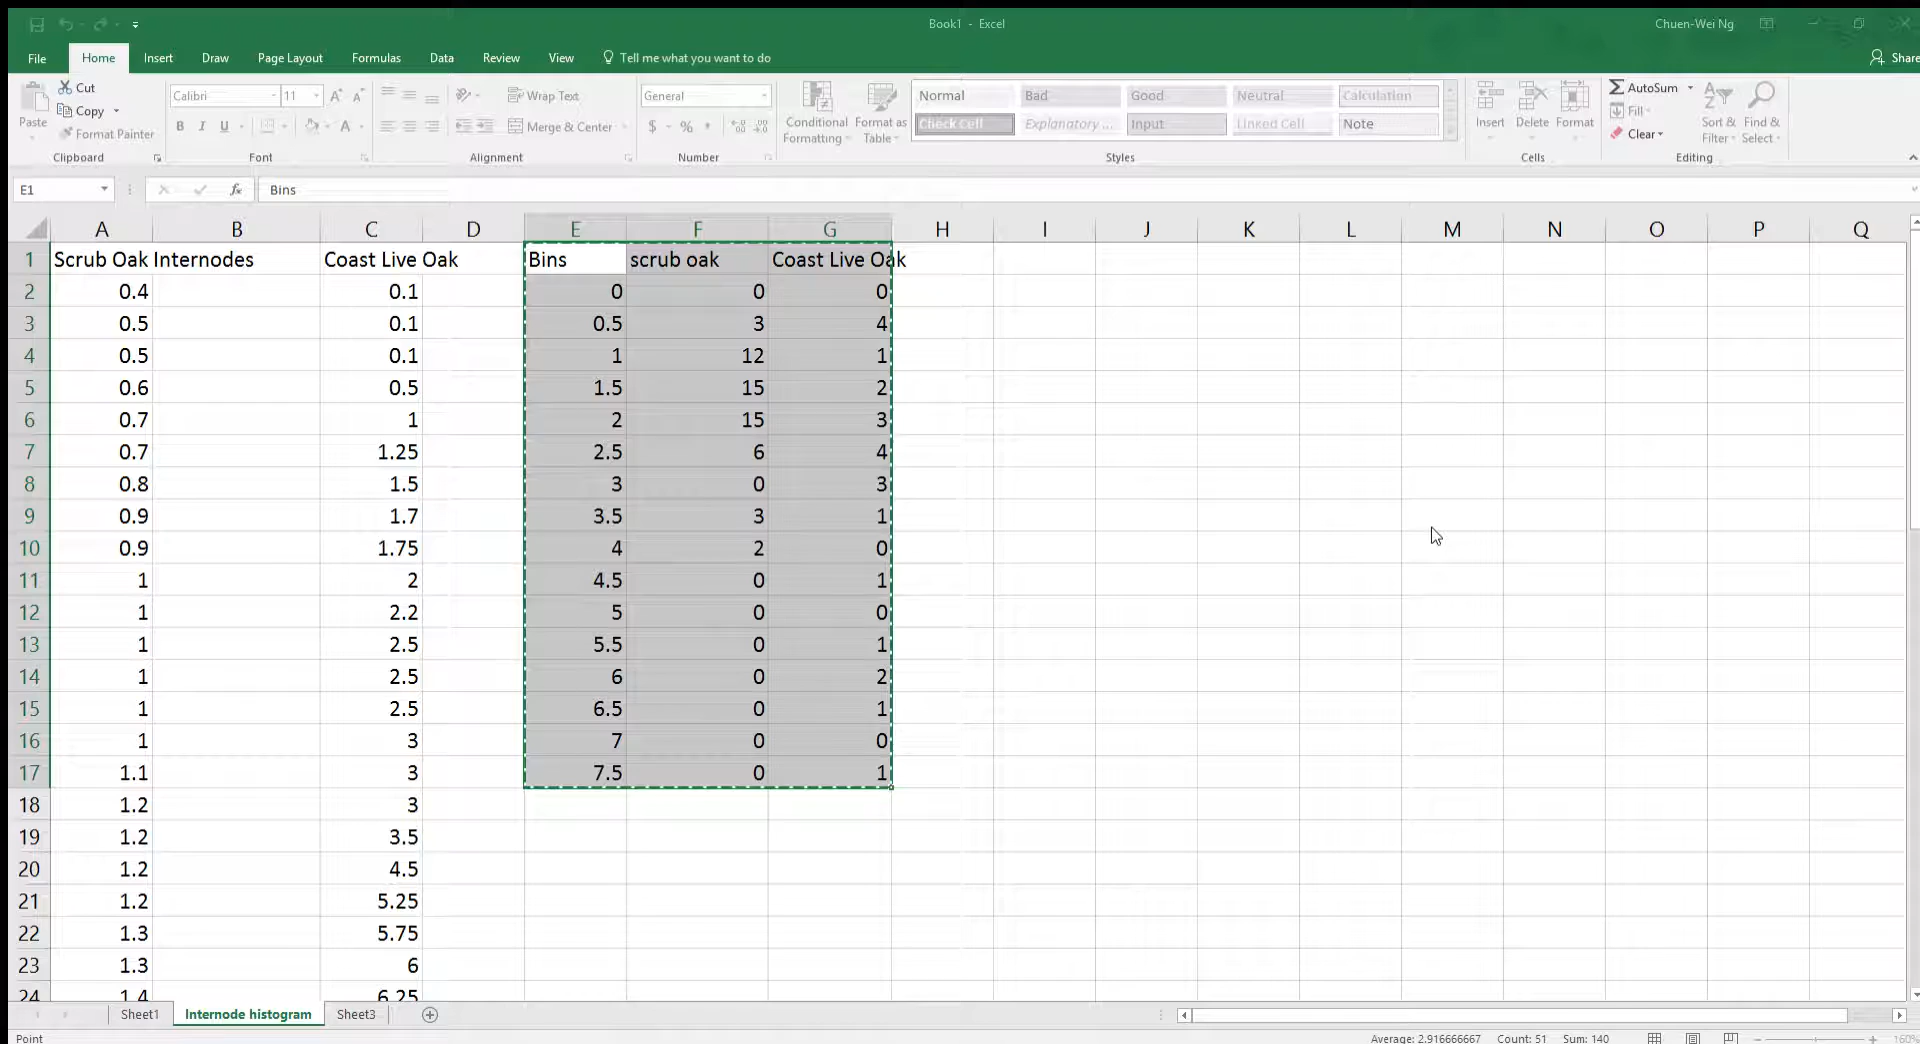 Book1 - Excel
Chuen-Wei Ng
File Home Insert Draw Page Layout Formulas Data Review View Tell me what you want to do Share
Paste
Cut
Copy
Format Painter
Clipboard
Calibri 11
B I U
Font
Wrap Text
Merge & Center
Alignment
General
$ % ,
Number
Conditional Formatting
Format as Table
Normal Bad Good Neutral Calculation
Check Cell Explanatory ... Input Linked Cell Note
Styles
Insert Delete Format
Cells
AutoSum
Fill
Clear
Sort & Filter
Find & Select
Editing
E1 fx Bins
A B C D E F G H I J K L M N O P Q
1 Scrub Oak Internodes Coast Live Oak Bins scrub oak Coast Live Oak
2 0.4 0.1 0 0 0
3 0.5 0.1 0.5 3 4
4 0.5 0.1 1 12 1
5 0.6 0.5 1.5 15 2
6 0.7 1 2 15 3
7 0.7 1.25 2.5 6 4
8 0.8 1.5 3 0 3
9 0.9 1.7 3.5 3 1
10 0.9 1.75 4 2 0
11 1 2 4.5 0 1
12 1 2.2 5 0 0
13 1 2.5 5.5 0 1
14 1 2.5 6 0 2
15 1 2.5 6.5 0 1
16 1 3 7 0 0
17 1.1 3 7.5 0 1
18 1.2 3
19 1.2 3.5
20 1.2 4.5
21 1.2 5.25
22 1.3 5.75
23 1.3 6
24 1.4 6.25
Sheet1 Internode histogram Sheet3
Point Average: 2.916666667 Count: 51 Sum: 140 160%